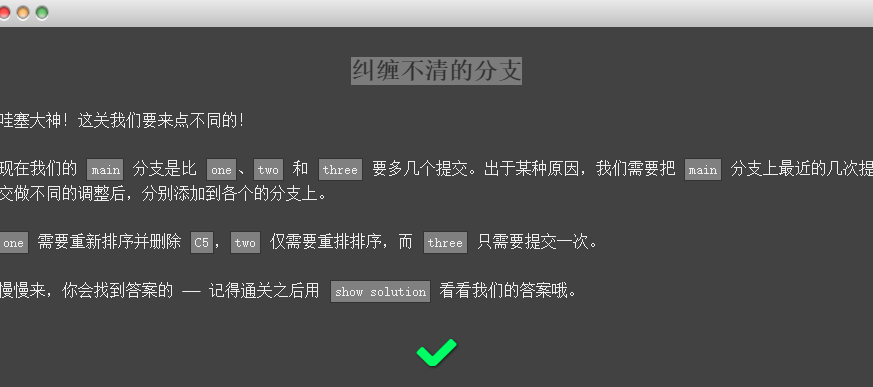 纠缠不清的分支
哇塞大神！这关我们要来点不同的！
现在我们的 main 分支是比 one、two 和 three 要多几个提交。出于某种原因，我们需要把 main 分支上最近的几次提
交做不同的调整后，分别添加到各个的分支上。
one 需要重新排序并删除 C5，two 仅需要重排排序，而 three 只需要提交一次。
慢慢来，你会找到答案的 —— 记得通关之后用 show solution 看看我们的答案哦。